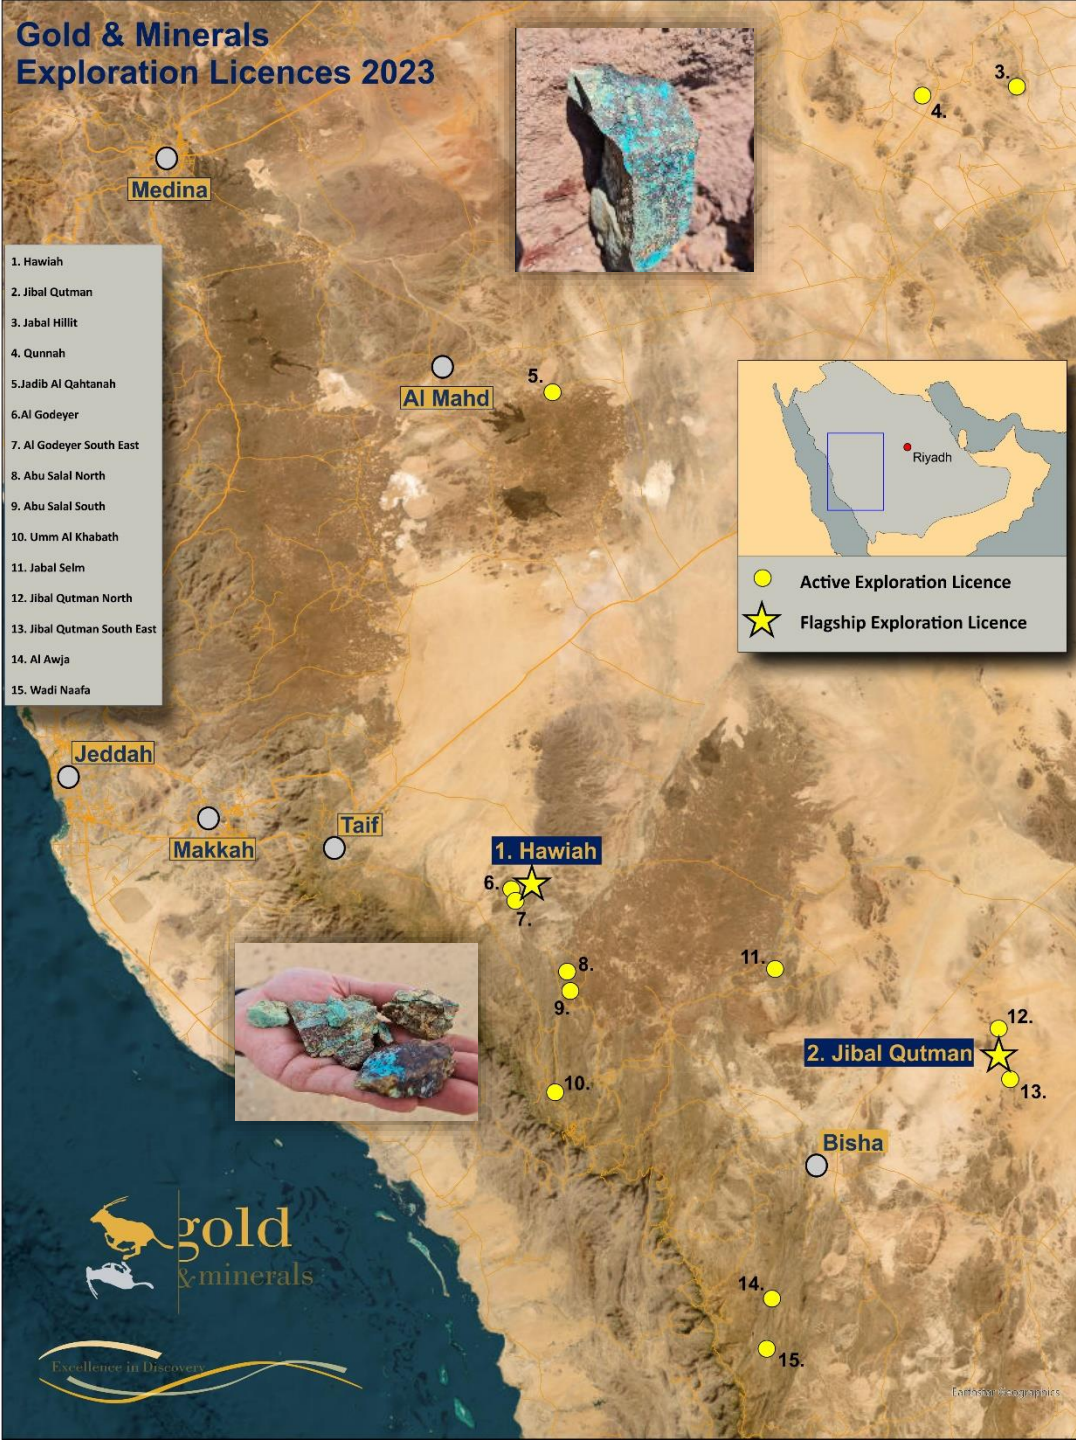 Gold & Minerals
Exploration Licences 2023
3.
4.
Medina
1. Hawiah
2. Jibal Qutman
3. Jabal Hillit
4. Qunnah
5.Jadib Al Qahtanah
6.Al Godeyer
7. Al Godeyer South East
8. Abu Salal North
9. Abu Salal South
10. Umm Al Khabath
11. Jabal Selm
12. Jibal Qutman North
13. Jibal Qutman South East
14. Al Awja
15. Wadi Naafa
Al Mahd
5.
Riyadh
Active Exploration Licence
Flagship Exploration Licence
Jeddah
Makkah
Taif
1. Hawiah
6.
7.
8.
9.
10.
11.
12.
2. Jibal Qutman
13.
Bisha
14.
15.
gold
& minerals
Excellence in Discovery
Earthstar Geographics